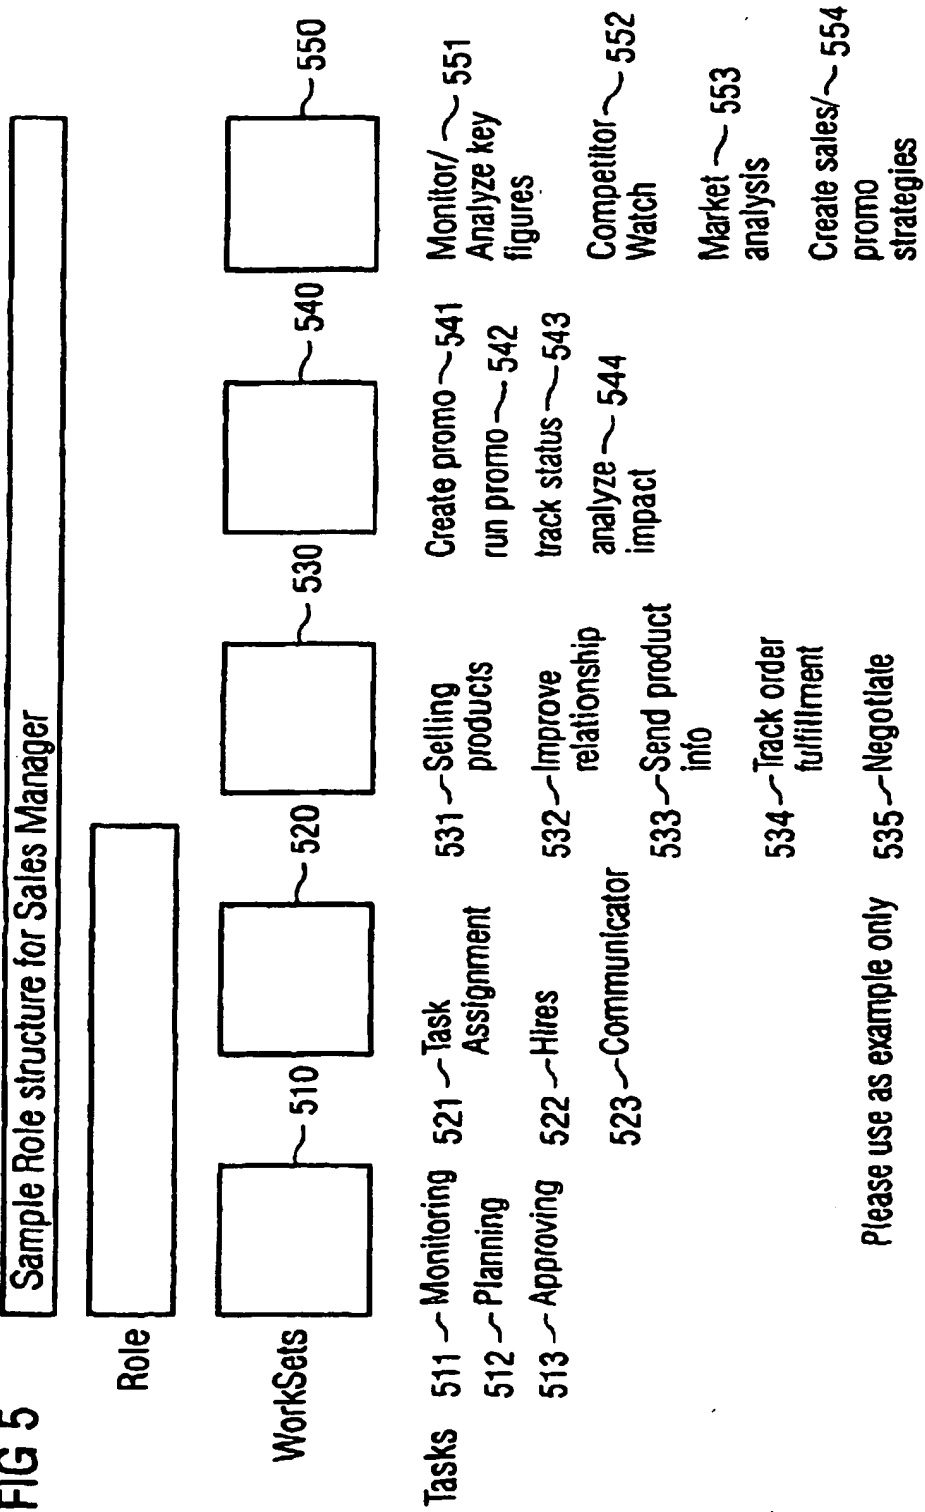 FIG 5
Sample Role structure for Sales Manager
Role
WorkSets
510
520
530
540
550
Tasks
511 Monitoring
512 Planning
513 Approving
521 Task
Assignment
522 Hires
523 Communicator
531 Selling
products
532 Improve
relationship
533 Send product
info
534 Track order
fulfillment
535 Negotiate
Create promo 541
run promo 542
track status 543
analyze 544
impact
Monitor/ 551
Analyze key
figures
Competitor 552
Watch
Market 553
analysis
Create sales/ 554
promo
strategies
Please use as example only